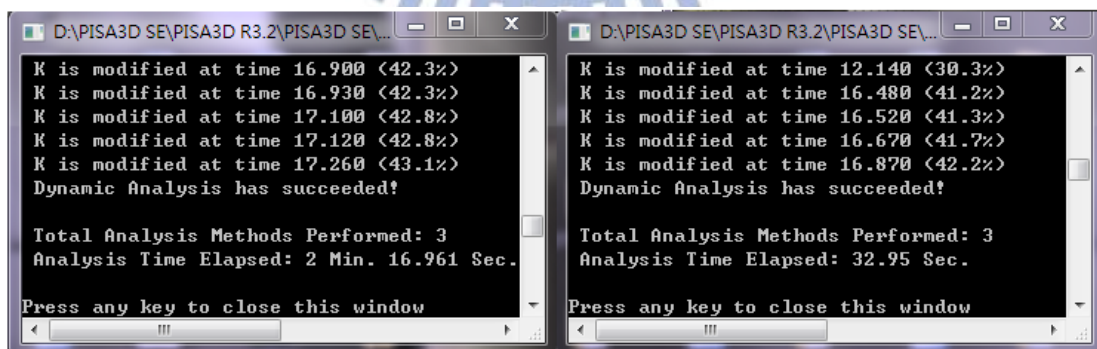 D:\PISA3D SE\PISA3D R3.2\PISA3D SE\...
K is modified at time 16.900 (42.3%)
K is modified at time 16.930 (42.3%)
K is modified at time 17.100 (42.8%)
K is modified at time 17.120 (42.8%)
K is modified at time 17.260 (43.1%)
Dynamic Analysis has succeeded!
Total Analysis Methods Performed: 3
Analysis Time Elapsed: 2 Min. 16.961 Sec.
Press any key to close this window
D:\PISA3D SE\PISA3D R3.2\PISA3D SE\...
K is modified at time 12.140 (30.3%)
K is modified at time 16.480 (41.2%)
K is modified at time 16.520 (41.3%)
K is modified at time 16.670 (41.7%)
K is modified at time 16.870 (42.2%)
Dynamic Analysis has succeeded!
Total Analysis Methods Performed: 3
Analysis Time Elapsed: 32.95 Sec.
Press any key to close this window